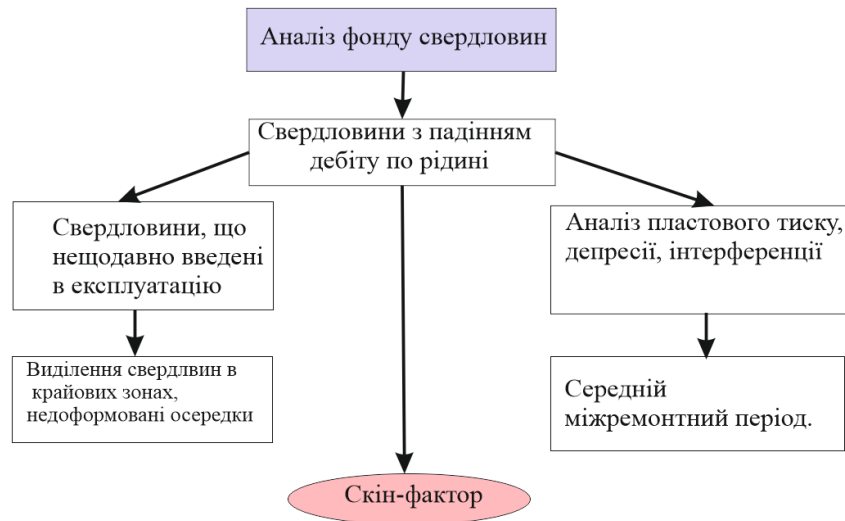 Аналіз фонду свердловин
Свердловини з падінням
дебіту по рідині
Свердловини, що
нещодавно введені
в експлуатацію
Аналіз пластового тиску,
депресії, інтерференції
Виділення свердлвин в
крайових зонах,
недоформовані осередки
Середній
міжремонтний період.
Скін-фактор